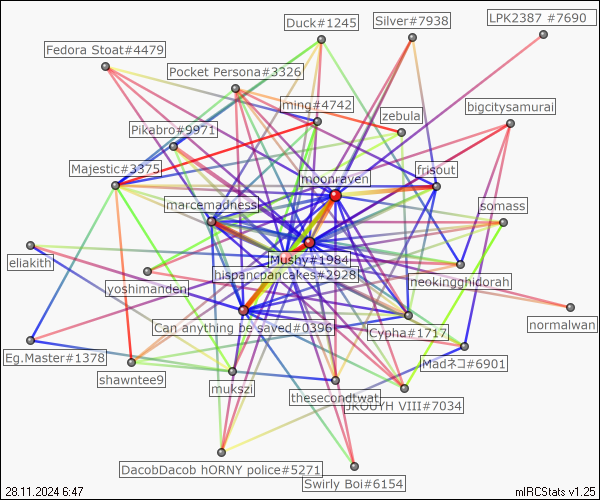 LPK2387 #7690
Silver#7938
Duck#1245
Fedora Stoat#4479
Pocket Persona#3326
ming#4742
bigcitysamurai
zebula
Pikabro#9971
Majestic#3375
frisout
moonraven
marcemadness
somass
Mushy#1984
eliakith
hispancpancakes#2928
neokingghidorah
yoshimanden
normalwan
Can anything be saved#0396
Cypha#1717
Eg.Master#1378
Madネコ#6901
shawntee9
mukszi
thesecondtwat
JKOUYH VIII#7034
DacobDacob hORNY police#5271
Swirly Boi#6154
28.11.2024 6:47
mIRCStats v1.25